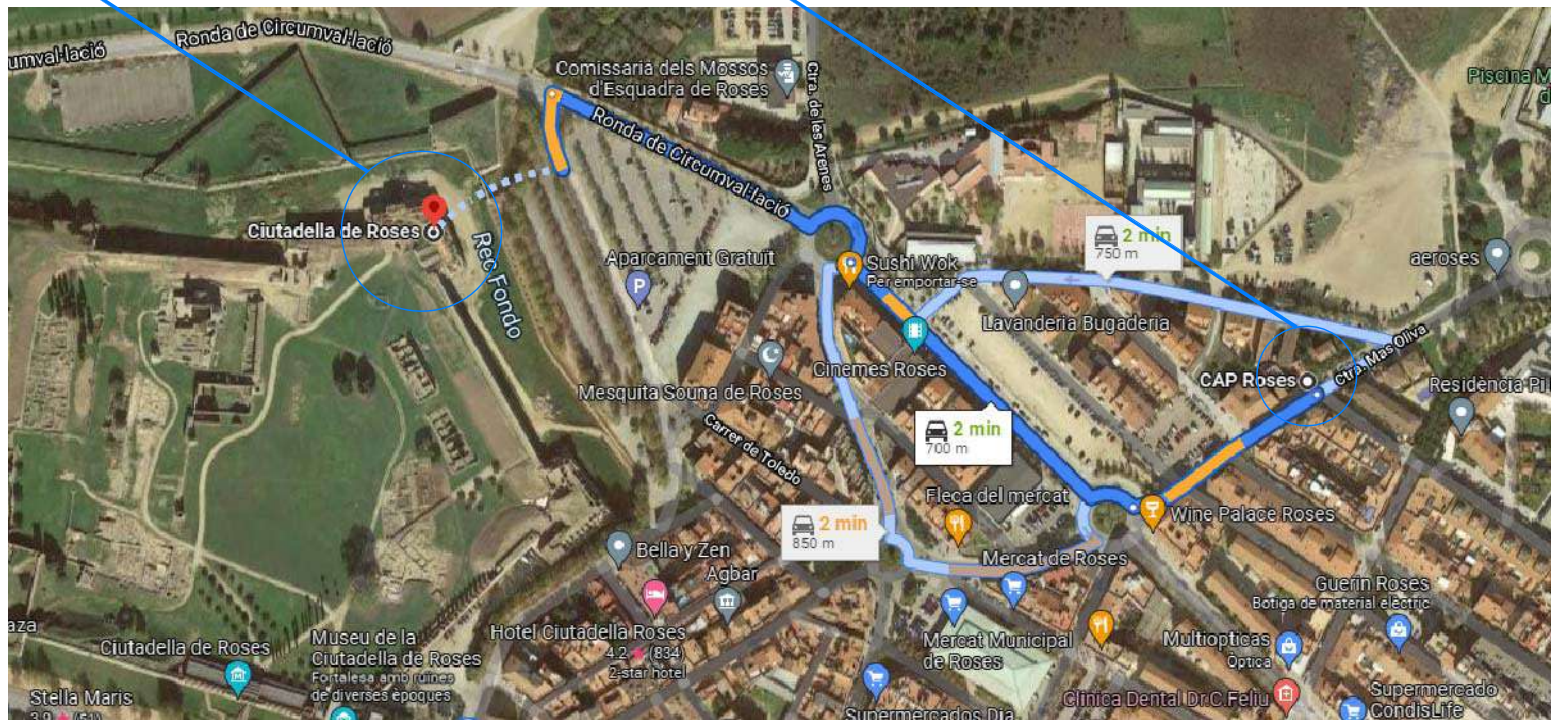 Ronda de Circumval·lació
cumval·lació
Comissaria dels Mossos
d'Esquadra de Roses
Ctra. de les Arenes
Piscina M
d
Ronda de Circumval·lació
Ciutadella de Roses
Rec Fondo
Aparcament Gratuït
P
Sushi Wok
Per emportar-se
2 min
750 m
aeroses
Lavanderia Bugaderia
Cinemes Roses
Ctra. Mas Oliva
CAP Roses
Residència Pi
Mesquita Souna de Roses
Carrer de Toledo
2 min
700 m
Fleca del mercat
Wine Palace Roses
2 min
850 m
Bella y Zen
Agbar
Mercat de Roses
Guerin Roses
Botiga de material elèctric
Hotel Ciutadella Roses
4.2 (834)
2-star hotel
Mercat Municipal
de Roses
Multiopticas
Òptica
aza
Ciutadella de Roses
Museu de la
Ciutadella de Roses
Fortalesa amb ruïnes
de diverses èpoques
Stella Maris
3.9 (51)
Supermercados Dia
Clínica Dental Dr.C.Feliu
Supermercado
CondisLife